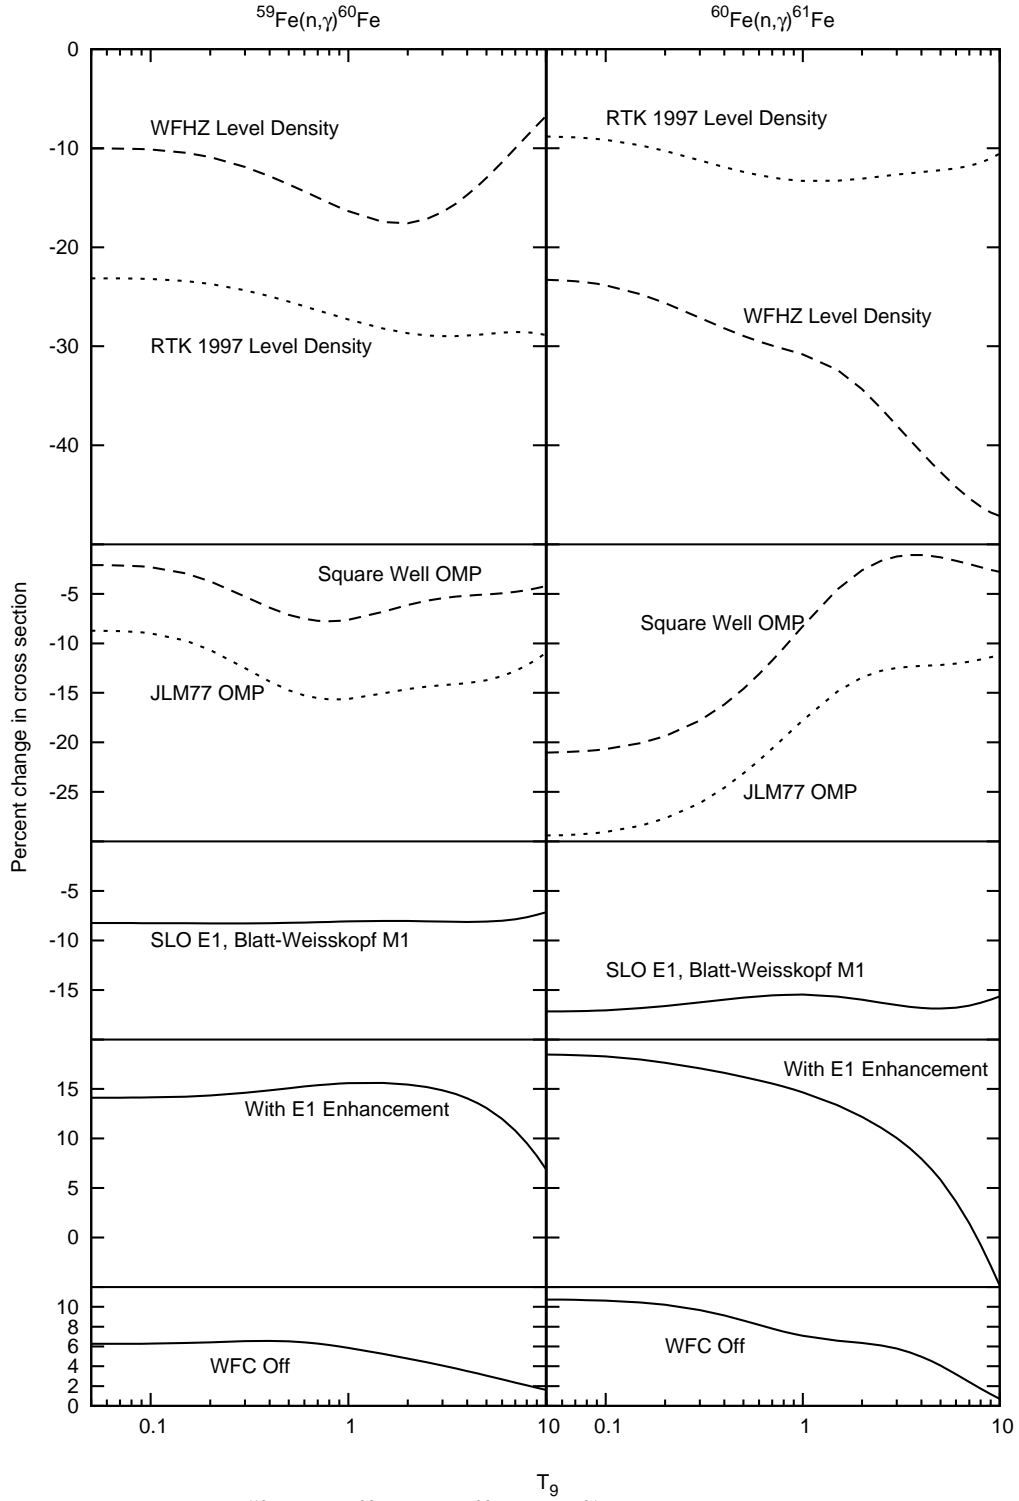 ⁵⁹Fe(n,γ)⁶⁰Fe
⁶⁰Fe(n,γ)⁶¹Fe
0
-10
-20
-30
-40
WFHZ Level Density
RTK 1997 Level Density
RTK 1997 Level Density
WFHZ Level Density
-5
-10
-15
-20
-25
Square Well OMP
JLM77 OMP
Square Well OMP
JLM77 OMP
Percent change in cross section
-5
-10
-15
SLO E1, Blatt-Weisskopf M1
SLO E1, Blatt-Weisskopf M1
15
10
5
0
With E1 Enhancement
With E1 Enhancement
10
8
6
4
2
0
WFC Off
WFC Off
0.1 1 10 0.1 1 10
T₉